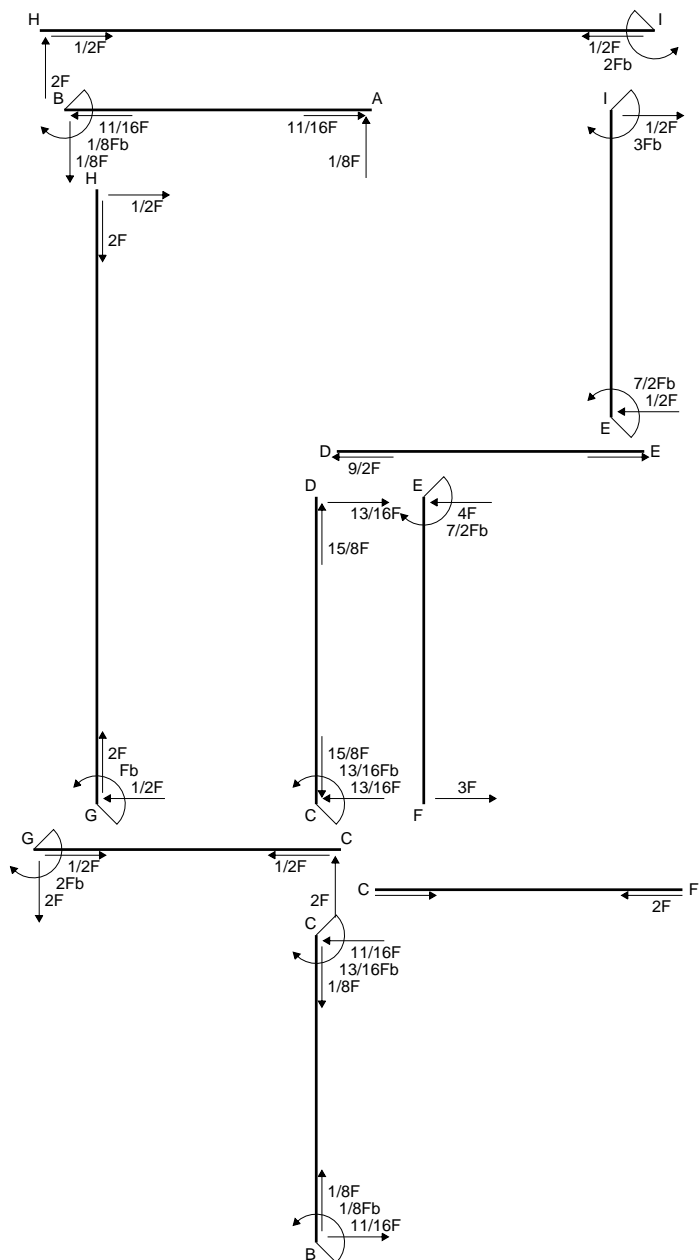 H I
1/2F 1/2F
2Fb
2F
B A I
11/16F 11/16F 1/2F
1/8Fb 3Fb
1/8F 1/8F
H
1/2F
2F
7/2Fb
1/2F
E
D E
9/2F
D E
13/16F 4F
7/2Fb
15/8F
2F 15/8F
Fb 13/16Fb
1/2F 13/16F 3F
G C F
G C
1/2F 1/2F
2Fb
2F 2F C F
2F
C
11/16F
13/16Fb
1/8F
1/8F
1/8Fb
11/16F
B